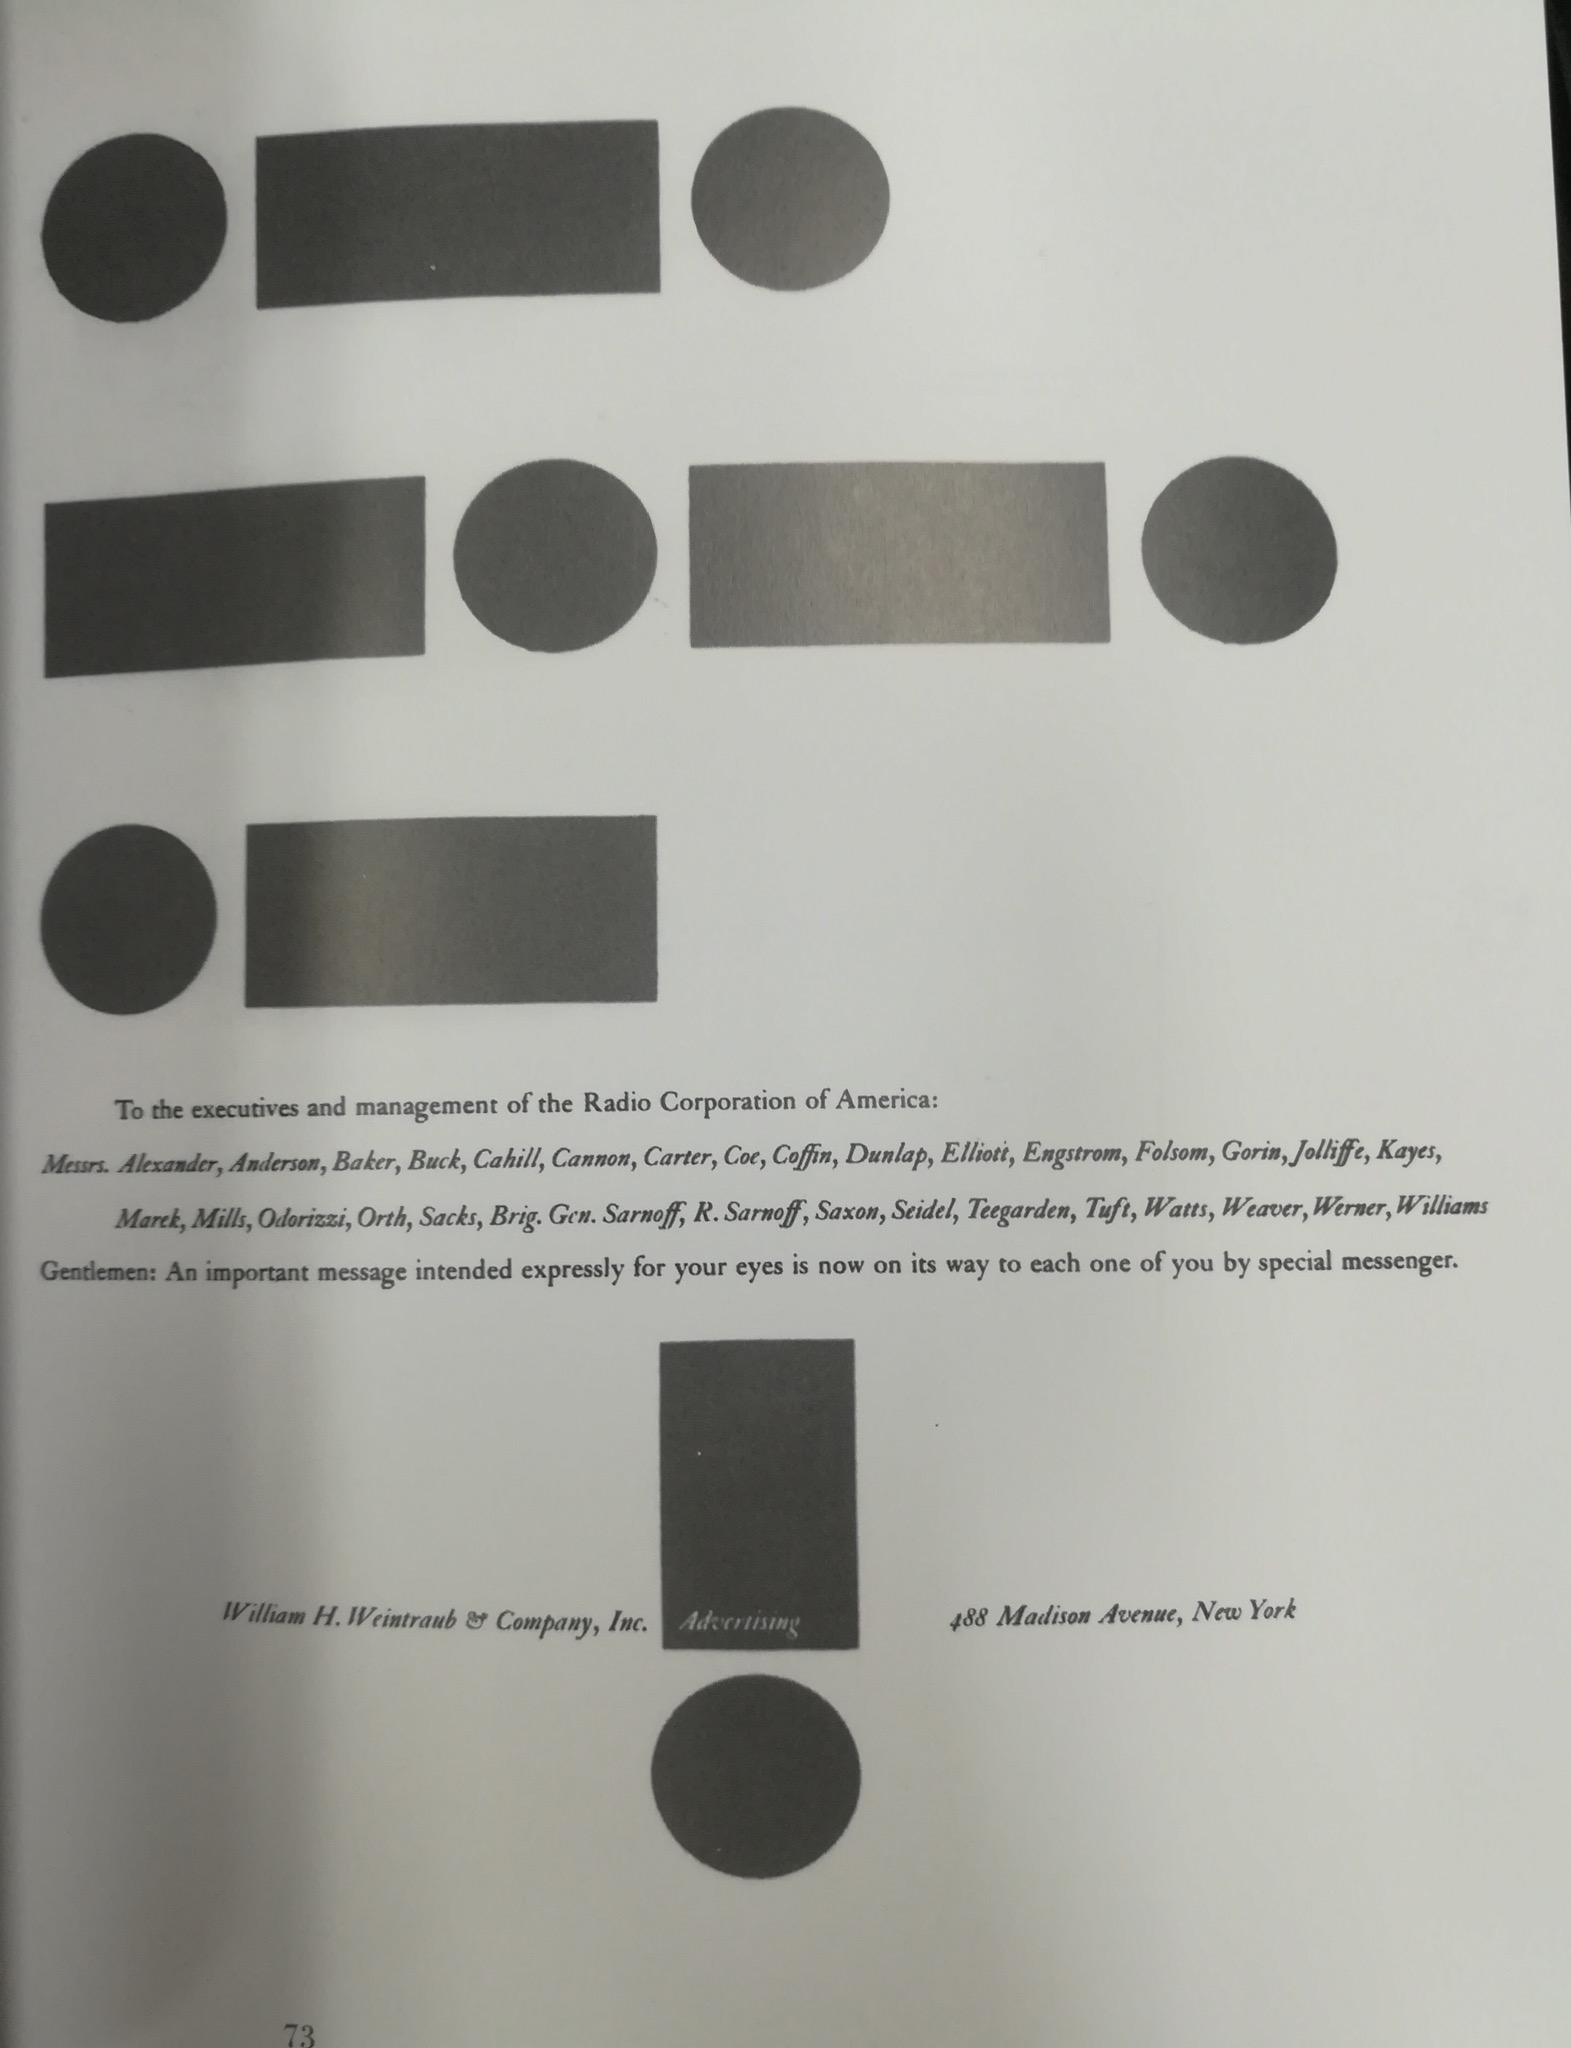 To the executives and management of the Radio Corporation of America:
Messrs. Alexander, Anderson, Baker, Buck, Cahill, Cannon, Carter, Coe, Coffin, Dunlap, Elliott, Engstrom, Folsom, Gorin, Jolliffe, Kayes,
Marek, Mills, Odorizzi, Orth, Sacks, Brig. Gen. Sarnoff, R. Sarnoff, Saxon, Seidel, Teegarden, Tuft, Watts, Weaver, Werner, Williams
Gentlemen: An important message intended expressly for your eyes is now on its way to each one of you by special messenger.
William H. Weintraub & Company, Inc. Advertising 488 Madison Avenue, New York
73